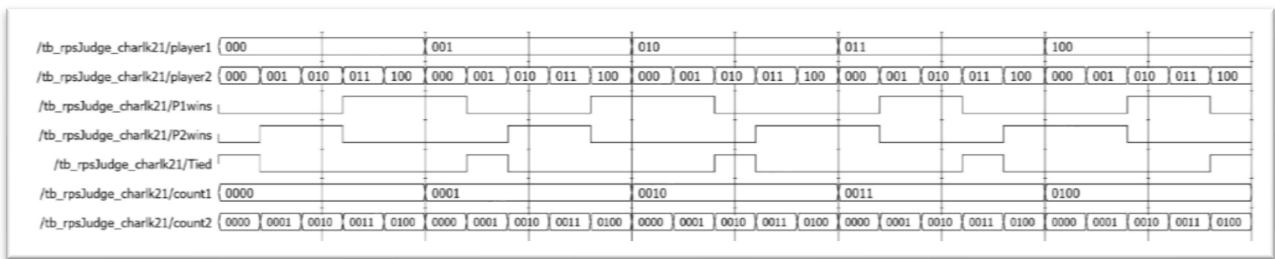 /tb_rpsJudge_charlk21/player1 000 001 010 011 100
/tb_rpsJudge_charlk21/player2 000 001 010 011 100 000 001 010 011 100 000 001 010 011 100 000 001 010 011 100 000 001 010 011 100
/tb_rpsJudge_charlk21/P1wins
/tb_rpsJudge_charlk21/P2wins
/tb_rpsJudge_charlk21/Tied
/tb_rpsJudge_charlk21/count1 0000 0001 0010 0011 0100
/tb_rpsJudge_charlk21/count2 0000 0001 0010 0011 0100 0000 0001 0010 0011 0100 0000 0001 0010 0011 0100 0000 0001 0010 0011 0100 0000 0001 0010 0011 0100